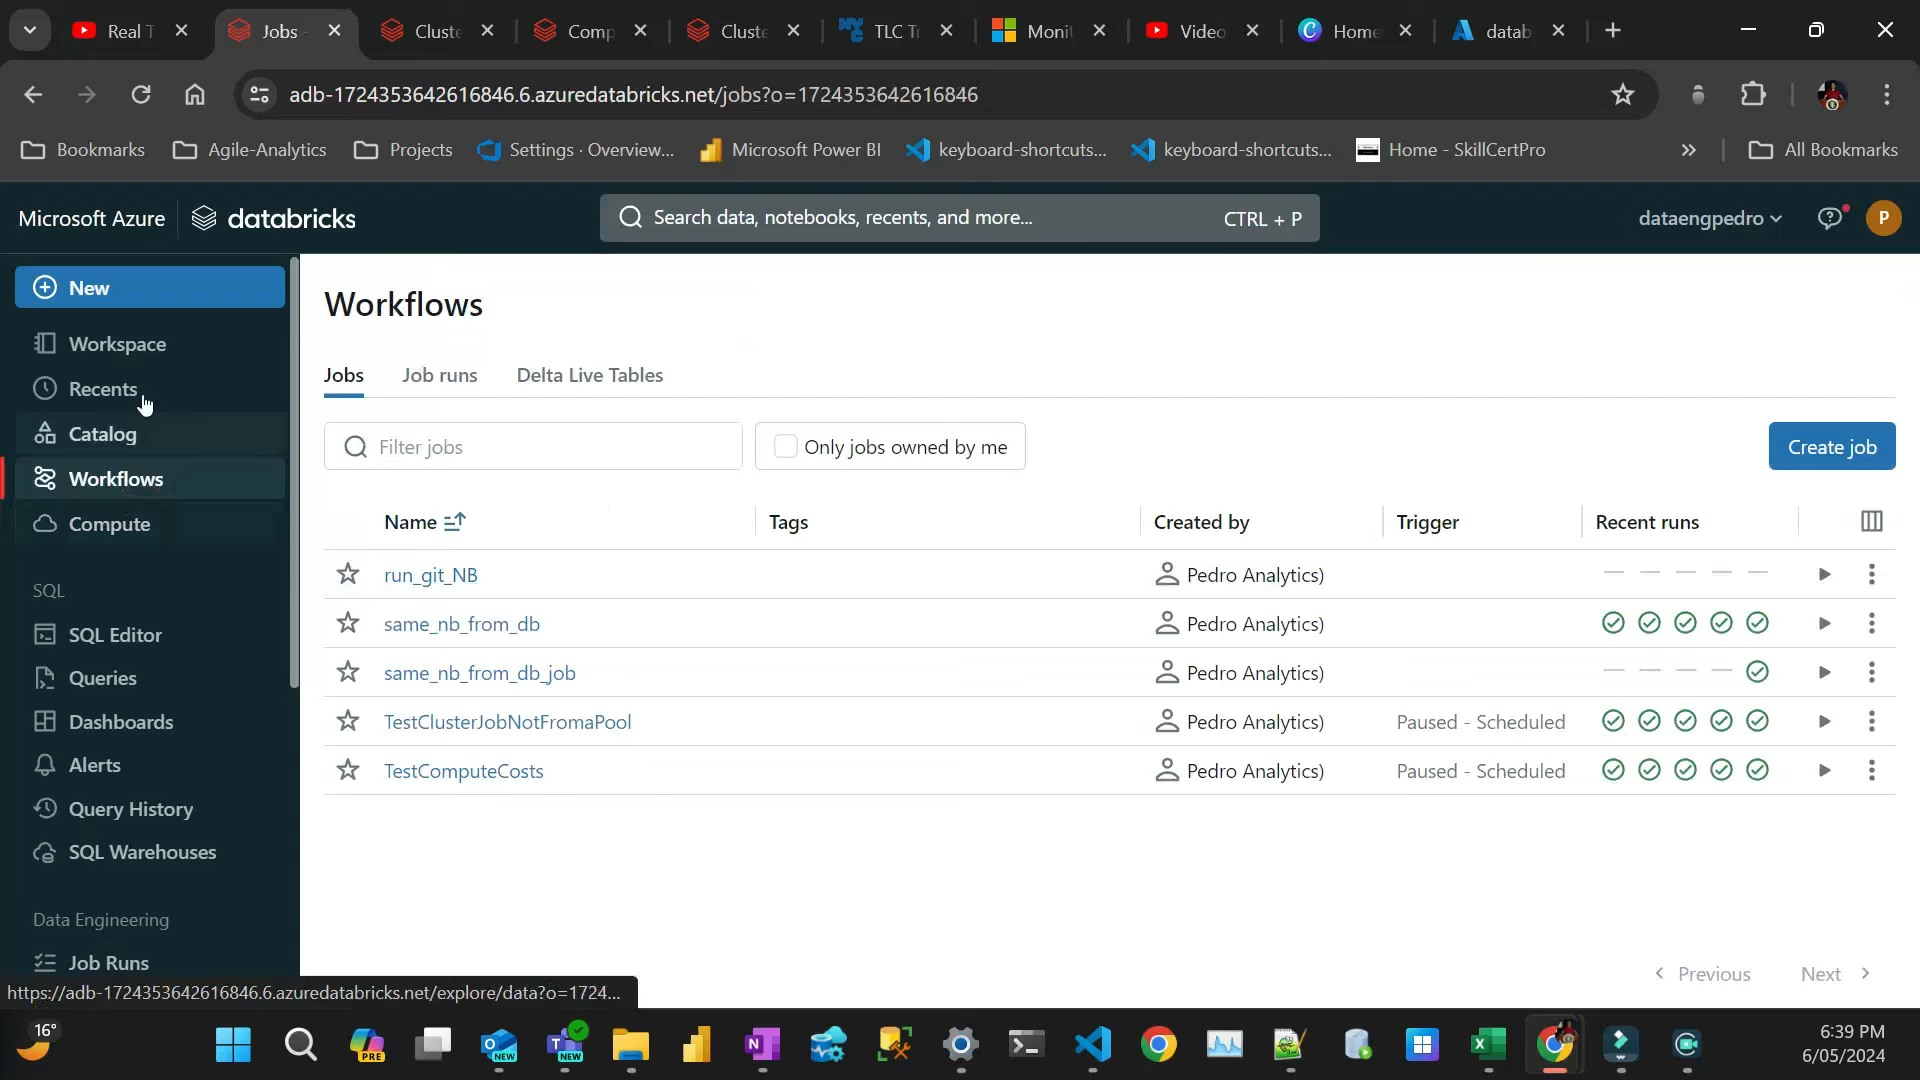 Real T
Jobs
Cluste
Comp
Cluste
TLC Tr
Monit
Video
Home
datab
adb-1724353642616846.6.azuredatabricks.net/jobs?o=1724353642616846
Bookmarks
Agile-Analytics
Projects
Settings · Overview...
Microsoft Power BI
keyboard-shortcuts...
keyboard-shortcuts...
Home - SkillCertPro
All Bookmarks
Microsoft Azure
databricks
Search data, notebooks, recents, and more...
CTRL + P
dataengpedro
P
New
Workspace
Recents
Catalog
Workflows
Compute
SQL
SQL Editor
Queries
Dashboards
Alerts
Query History
SQL Warehouses
Data Engineering
Job Runs
Workflows
Jobs
Job runs
Delta Live Tables
Filter jobs
Only jobs owned by me
Create job
Name
Tags
Created by
Trigger
Recent runs
run_git_NB
Pedro Analytics)
same_nb_from_db
Pedro Analytics)
same_nb_from_db_job
Pedro Analytics)
TestClusterJobNotFromaPool
Pedro Analytics)
Paused - Scheduled
TestComputeCosts
Pedro Analytics)
Paused - Scheduled
Previous
Next
https://adb-1724353642616846.6.azuredatabricks.net/explore/data?o=1724...
16°
PRE
NEW
NEW
6:39 PM
6/05/2024